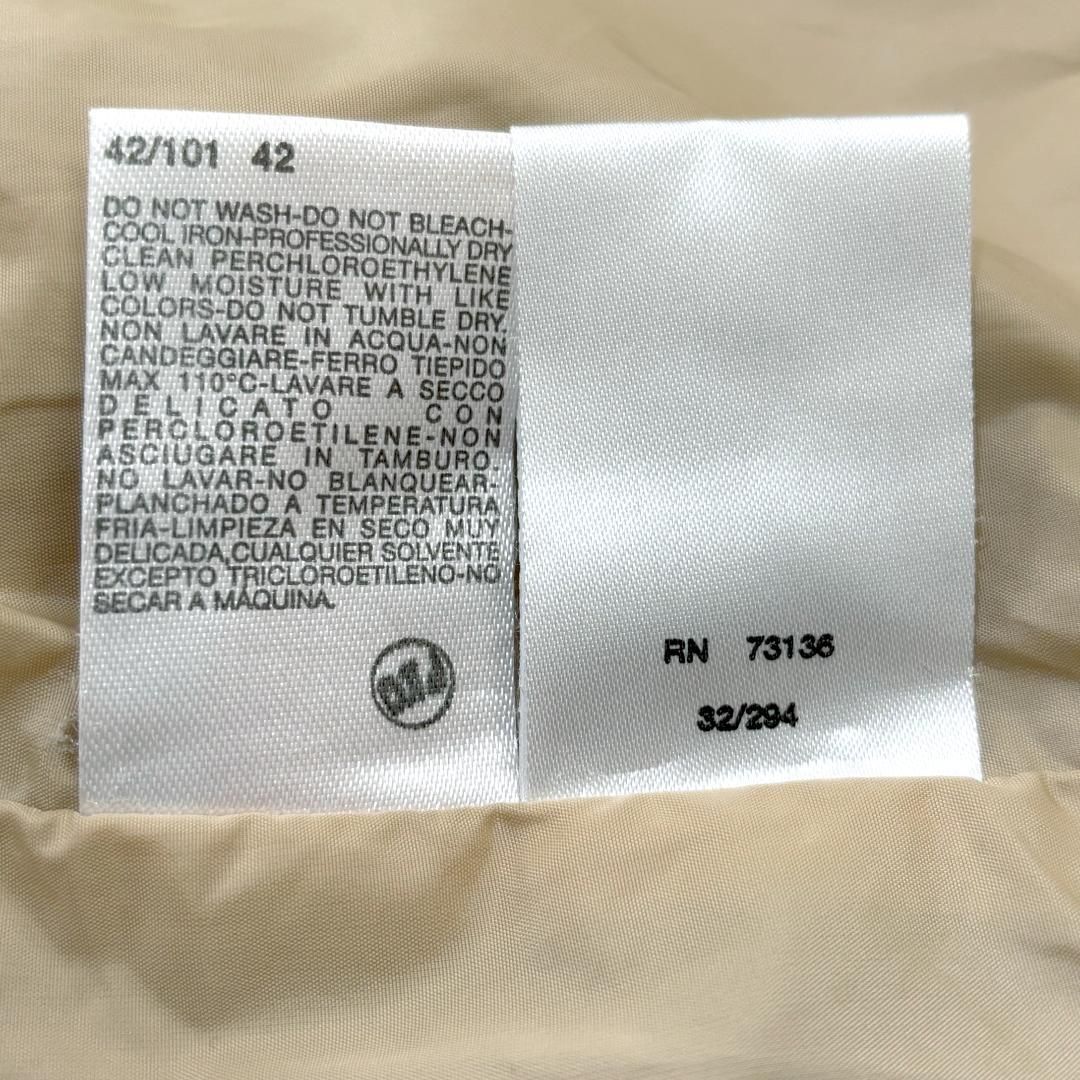 42/101 42
DO NOT WASH-DO NOT BLEACH-
COOL IRON-PROFESSIONALLY DRY
CLEAN PERCHLOROETHYLENE
LOW MOISTURE WITH LIKE
COLORS-DO NOT TUMBLE DRY.
NON LAVARE IN ACQUA-NON
CANDEGGIARE-FERRO TIEPIDO
MAX 110°C-LAVARE A SECCO
DELICATO CON
PERCLOROETILENE-NON
ASCIUGARE IN TAMBURO.
NO LAVAR-NO BLANQUEAR-
PLANCHADO A TEMPERATURA
FRIA-LIMPIEZA EN SECO MUY
DELICADA,CUALQUIER SOLVENTE
EXCEPTO TRICLOROETILENO-NO
SECAR A MÁQUINA.
RN 73136
32/294